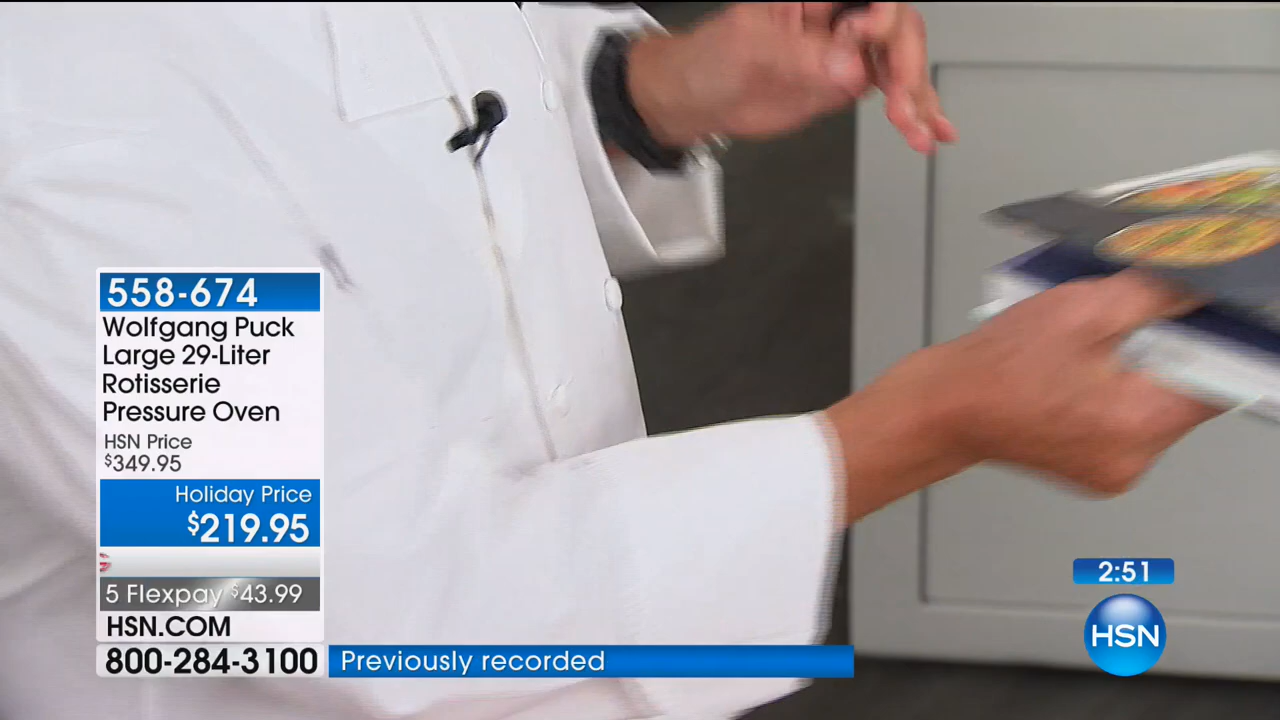 558-674
Wolfgang Puck
Large 29-Liter
Rotisserie
Pressure Oven
HSN Price
$349.95
Holiday Price
$219.95
5 Flexpay $43.99
HSN.COM
800-284-3100
Previously recorded
2:51
HSN